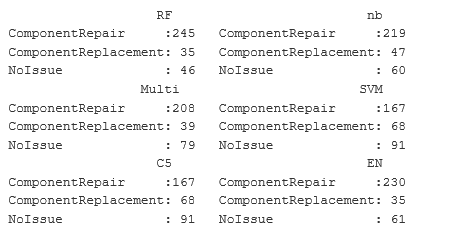 RF nb
ComponentRepair :245 ComponentRepair :219
ComponentReplacement: 35 ComponentReplacement: 47
NoIssue : 46 NoIssue : 60
Multi SVM
ComponentRepair :208 ComponentRepair :167
ComponentReplacement: 39 ComponentReplacement: 68
NoIssue : 79 NoIssue : 91
C5 EN
ComponentRepair :167 ComponentRepair :230
ComponentReplacement: 68 ComponentReplacement: 35
NoIssue : 91 NoIssue : 61